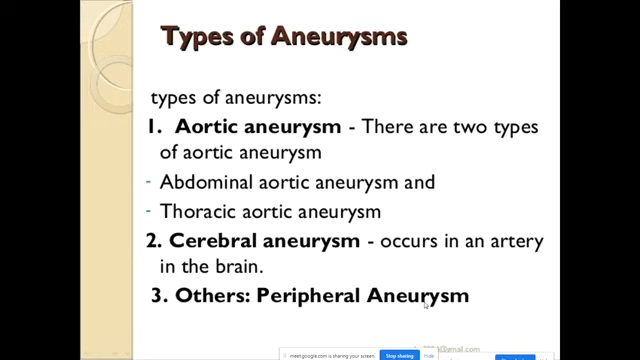 Types of Aneurysms
types of aneurysms:
1. Aortic aneurysm - There are two types
of aortic aneurysm
- Abdominal aortic aneurysm and
- Thoracic aortic aneurysm
2. Cerebral aneurysm - occurs in an artery
in the brain.
3. Others: Peripheral Aneurysm
@gmail.com
meet.google.com is sharing your screen. Stop sharing Hide